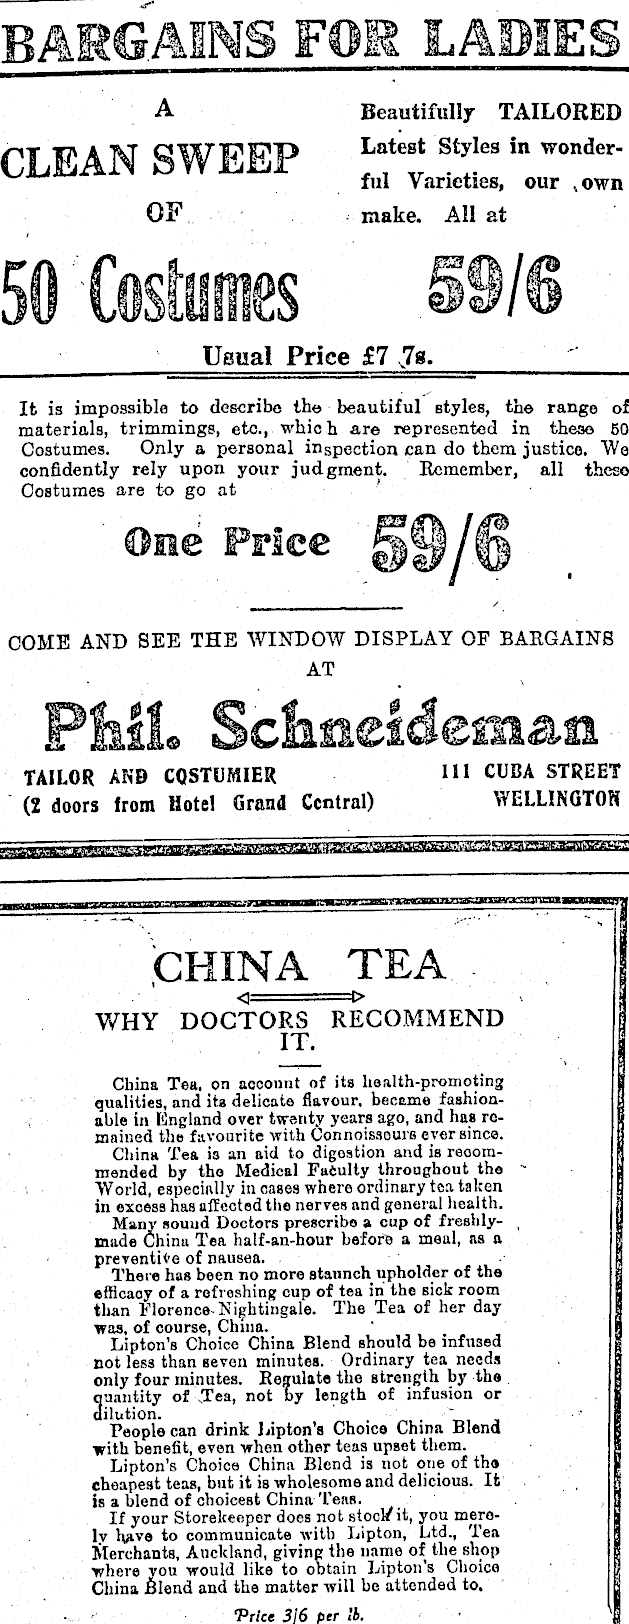 BARGAINS FOR LADIES
A
CLEAN SWEEP
OF
50 Costumes
Beautifully TAILORED
Latest Styles in wonder-
ful Varieties, our own
make. All at
59/6
Usual Price £7 7s.
It is impossible to describe the beautiful styles, the range of
materials, trimmings, etc., which are represented in these 50
Costumes. Only a personal inspection can do them justice. We
confidently rely upon your judgment. Remember, all these
Costumes are to go at
One Price 59/6
COME AND SEE THE WINDOW DISPLAY OF BARGAINS
AT
Phil. Schneideman
TAILOR AND COSTUMIER
(2 doors from Hotel Grand Central)
111 CUBA STREET
WELLINGTON
CHINA TEA
WHY DOCTORS RECOMMEND
IT.
China Tea, on account of its health-promoting
qualities, and its delicate flavour, became fashion-
able in England over twenty years ago, and has re-
mained the favourite with Connoisseurs ever since.
China Tea is an aid to digestion and is recom-
mended by the Medical Faculty throughout the
World, especially in cases where ordinary tea taken
in excess has affected the nerves and general health.
Many sound Doctors prescribe a cup of freshly-
made China Tea half-an-hour before a meal, as a
preventive of nausea.
There has been no more staunch upholder of the
efficacy of a refreshing cup of tea in the sick room
than Florence Nightingale. The Tea of her day
was, of course, China.
Lipton's Choice China Blend should be infused
not less than seven minutes. Ordinary tea needs
only four minutes. Regulate the strength by the
quantity of Tea, not by length of infusion or
dilution.
People can drink Lipton's Choice China Blend
with benefit, even when other teas upset them.
Lipton's Choice China Blend is not one of the
cheapest teas, but it is wholesome and delicious. It
is a blend of choicest China Teas.
If your Storekeeper does not stock it, you mere-
ly have to communicate with Lipton, Ltd., Tea
Merchants, Auckland, giving the name of the shop
where you would like to obtain Lipton's Choice
China Blend and the matter will be attended to.
Price 3/6 per lb.